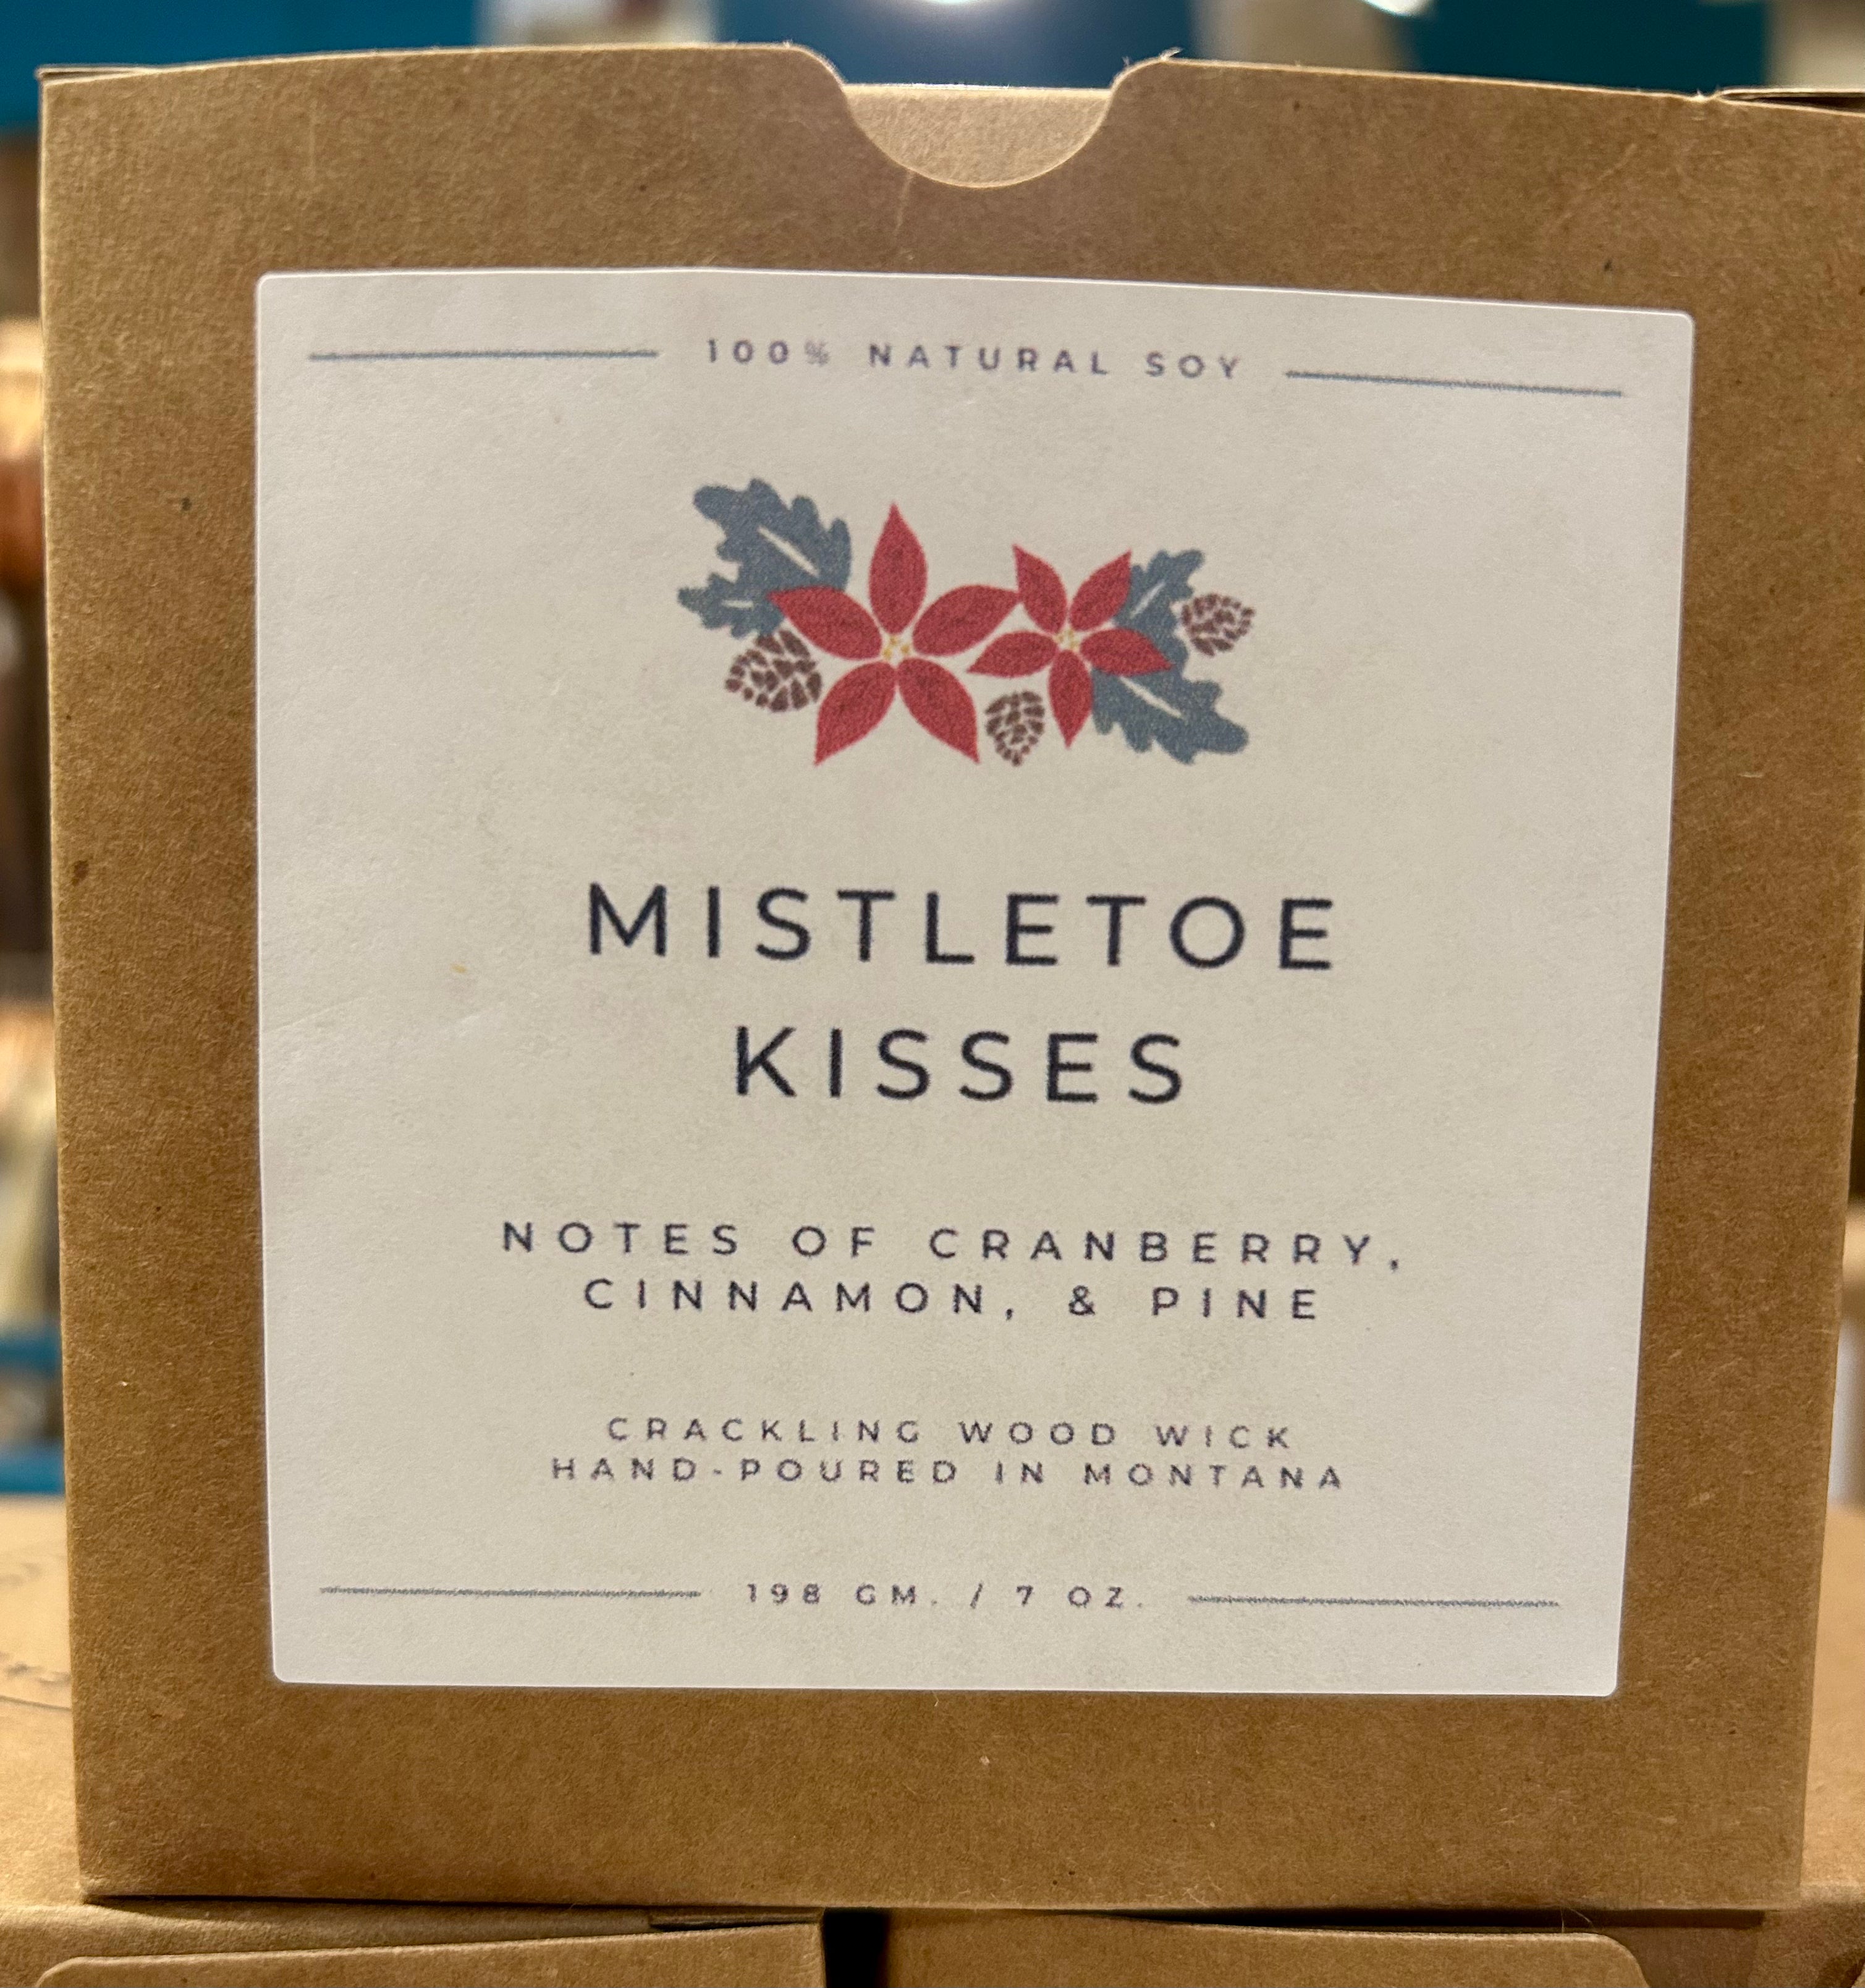 100% NATURAL SOY
MISTLETOE
KISSES
NOTES OF CRANBERRY,
CINNAMON, & PINE
CRACKLING WOOD WICK
HAND-POURED IN MONTANA
198 GM. / 7 OZ.